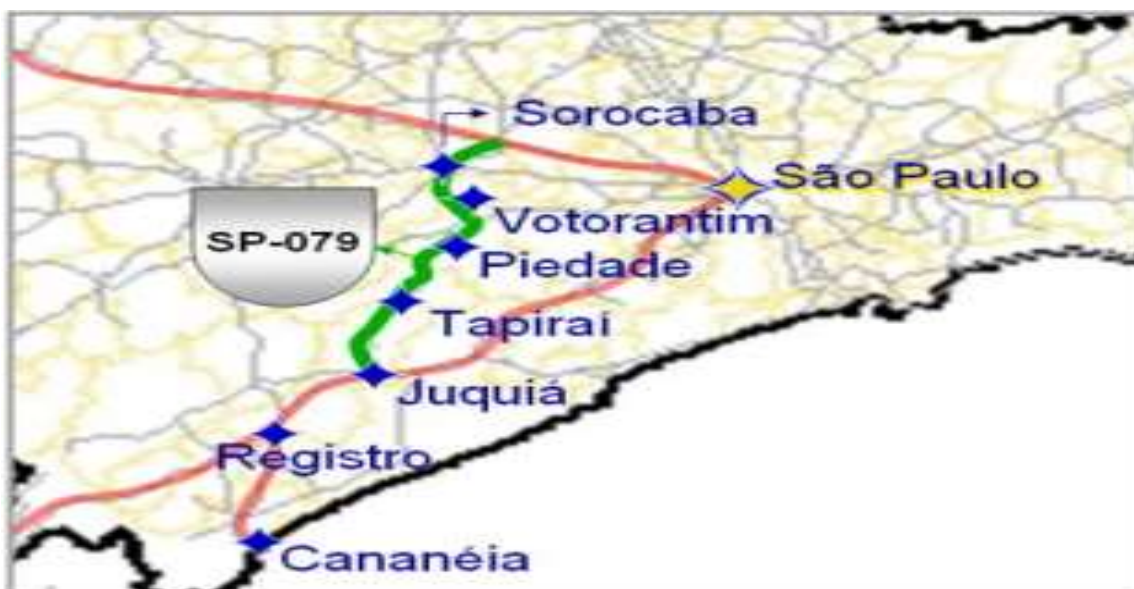 Sorocaba
São Paulo
Votorantim
SP-079
Piedade
Tapiraí
Juquiá
Registro
Cananéia